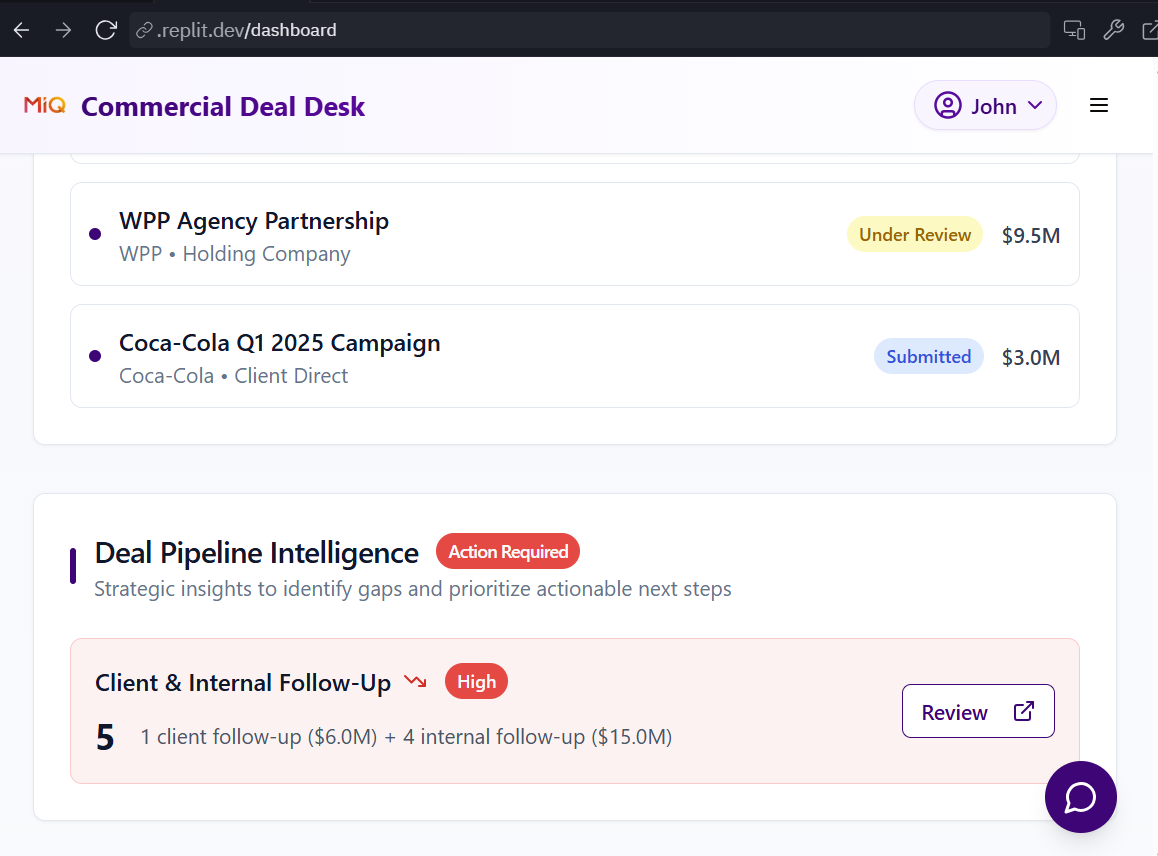 .replit.dev/dashboard
MiQ Commercial Deal Desk
John
WPP Agency Partnership
WPP • Holding Company
Under Review
$9.5M
Coca-Cola Q1 2025 Campaign
Coca-Cola • Client Direct
Submitted
$3.0M
Deal Pipeline Intelligence
Action Required
Strategic insights to identify gaps and prioritize actionable next steps
Client & Internal Follow-Up
High
5
1 client follow-up ($6.0M) + 4 internal follow-up ($15.0M)
Review